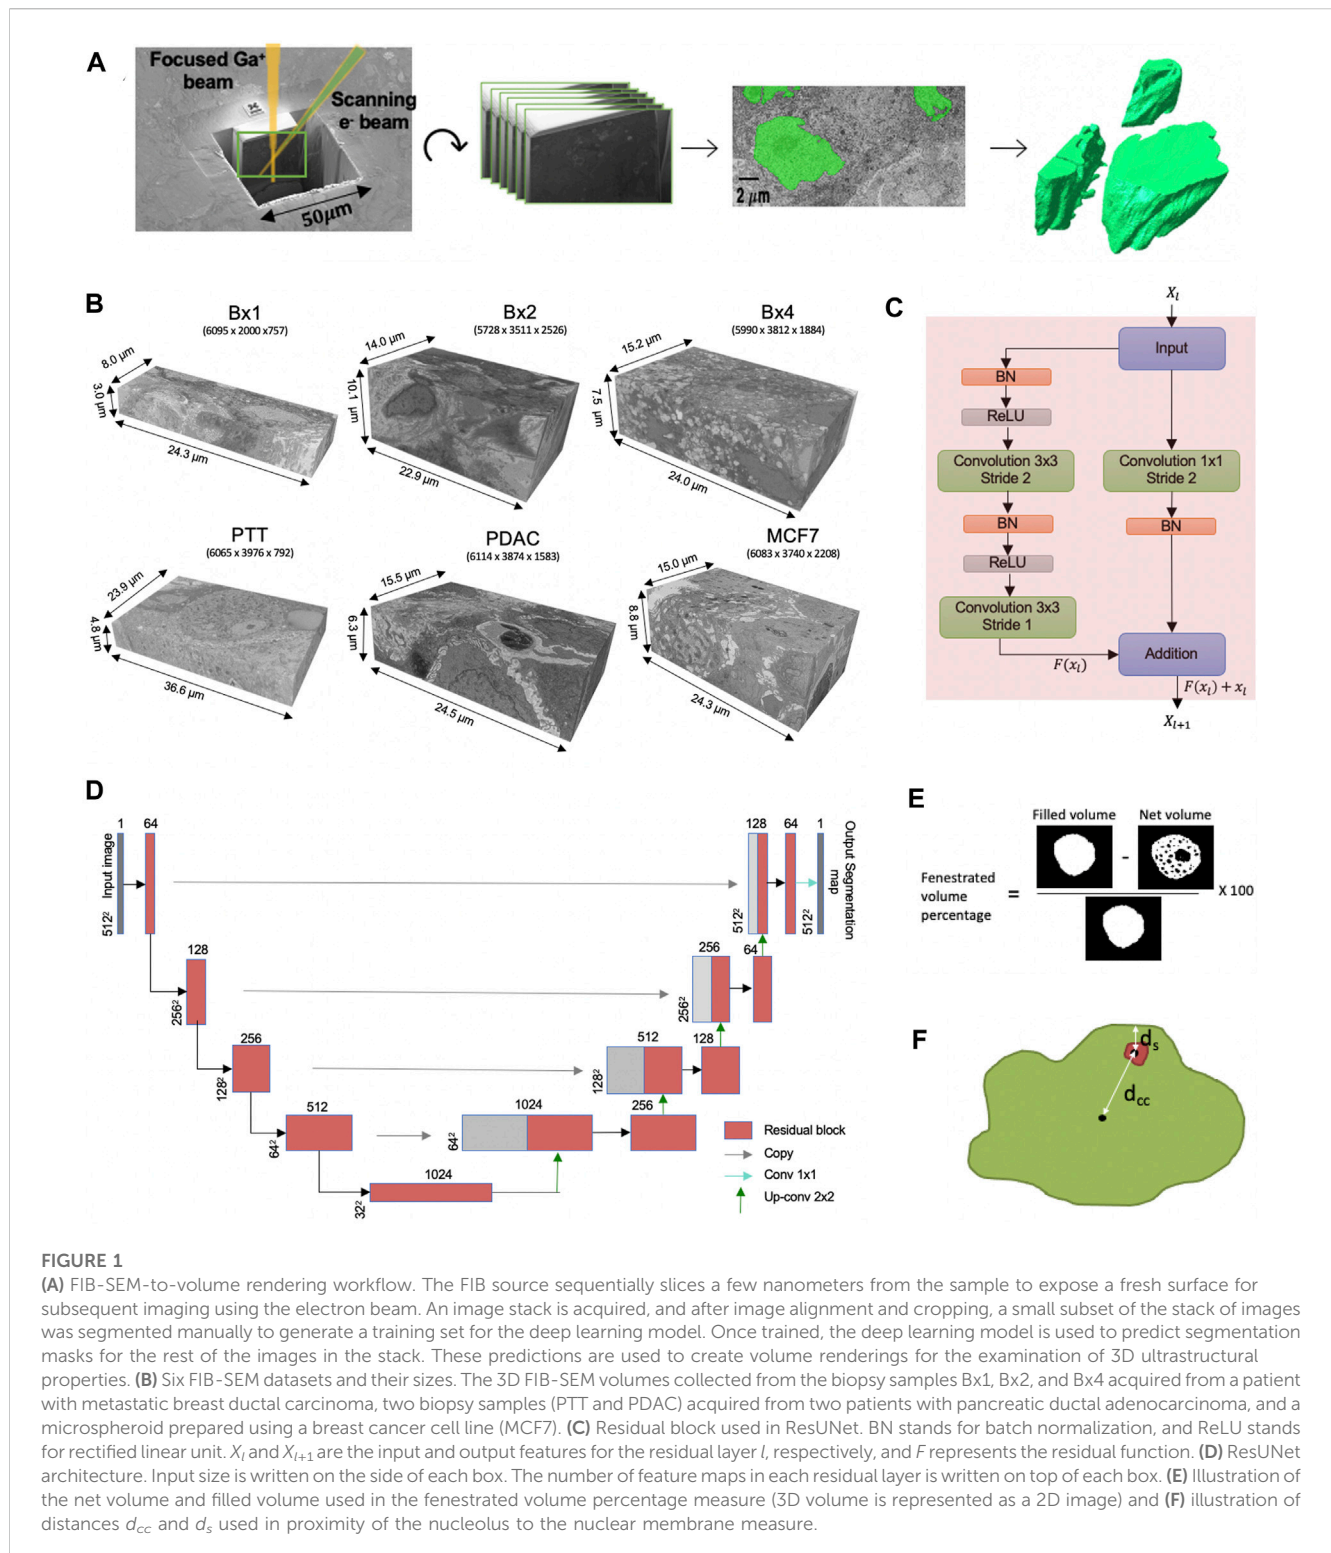 A
Focused Ga⁺
beam
Scanning
e⁻ beam
50μm
2 μm
B
Bx1
(6095 x 2000 x757)
8.0 μm
3.0 μm
24.3 μm
Bx2
(5728 x 3511 x 2526)
14.0 μm
10.1 μm
22.9 μm
Bx4
(5990 x 3812 x 1884)
15.2 μm
7.5 μm
24.0 μm
PTT
(6065 x 3976 x 792)
23.9 μm
4.8 μm
36.6 μm
PDAC
(6114 x 3874 x 1583)
15.5 μm
6.3 μm
24.5 μm
MCF7
(6083 x 3740 x 2208)
15.0 μm
8.8 μm
24.3 μm
C
Xₗ
Input
BN
ReLU
Convolution 3x3
Stride 2
Convolution 1x1
Stride 2
BN
BN
ReLU
Convolution 3x3
Stride 1
Addition
F(xₗ)
F(xₗ) + xₗ
Xₗ₊₁
D
1
64
Input image
512²
128
256²
256
128²
512
64²
1024
32²
1024
64²
256
512
128²
128
256
256²
64
128
64
1
512²
512²
Output Segmentation
map
Residual block
Copy
Conv 1x1
Up-conv 2x2
E
Filled volume
Net volume
-
Fenestrated
volume
percentage
=
X 100
F
dₛ
d_cc
FIGURE 1
(A) FIB-SEM-to-volume rendering workflow. The FIB source sequentially slices a few nanometers from the sample to expose a fresh surface for
subsequent imaging using the electron beam. An image stack is acquired, and after image alignment and cropping, a small subset of the stack of images
was segmented manually to generate a training set for the deep learning model. Once trained, the deep learning model is used to predict segmentation
masks for the rest of the images in the stack. These predictions are used to create volume renderings for the examination of 3D ultrastructural
properties. (B) Six FIB-SEM datasets and their sizes. The 3D FIB-SEM volumes collected from the biopsy samples Bx1, Bx2, and Bx4 acquired from a patient
with metastatic breast ductal carcinoma, two biopsy samples (PTT and PDAC) acquired from two patients with pancreatic ductal adenocarcinoma, and a
microspheroid prepared using a breast cancer cell line (MCF7). (C) Residual block used in ResUNet. BN stands for batch normalization, and ReLU stands
for rectified linear unit. Xₗ and Xₗ₊₁ are the input and output features for the residual layer l, respectively, and F represents the residual function. (D) ResUNet
architecture. Input size is written on the side of each box. The number of feature maps in each residual layer is written on top of each box. (E) Illustration of
the net volume and filled volume used in the fenestrated volume percentage measure (3D volume is represented as a 2D image) and (F) illustration of
distances d_cc and dₛ used in proximity of the nucleolus to the nuclear membrane measure.